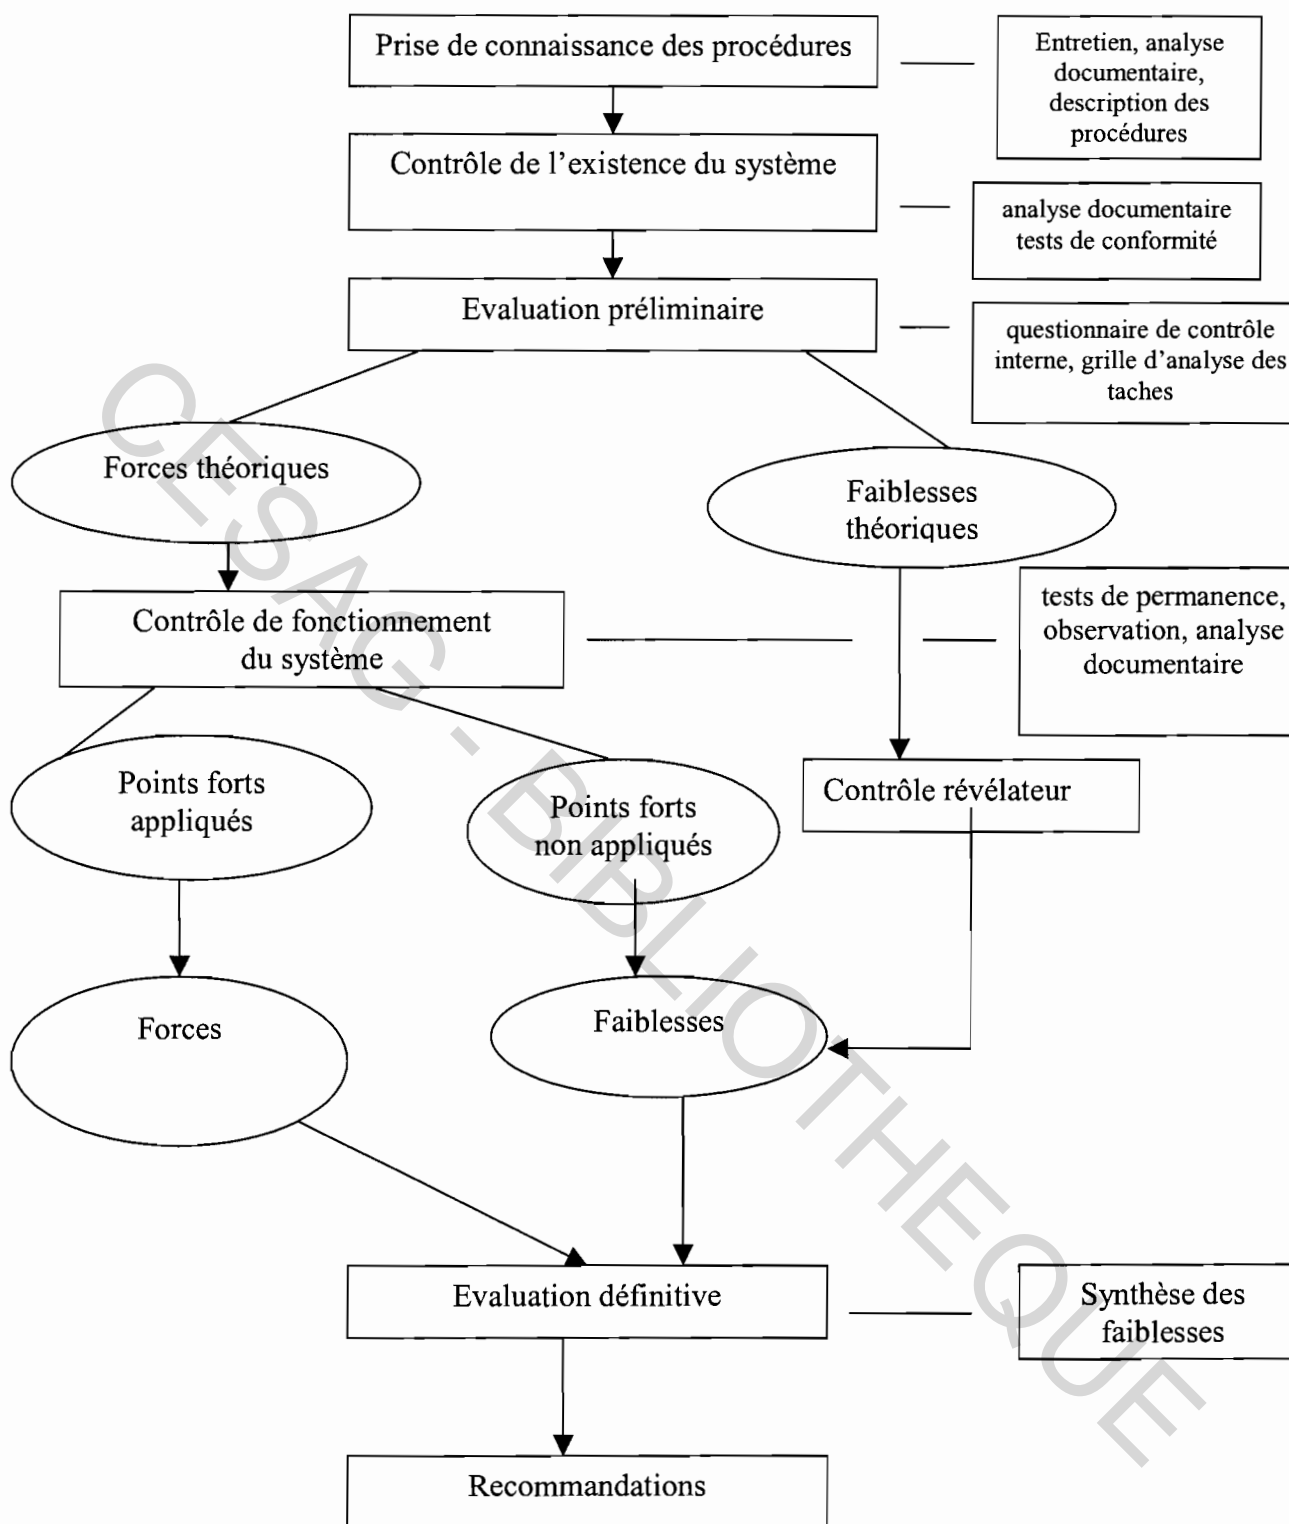 Prise de connaissance des procédures
Entretien, analyse
documentaire,
description des
procédures
Contrôle de l'existence du système
analyse documentaire
tests de conformité
Evaluation préliminaire
questionnaire de contrôle
interne, grille d'analyse des
taches
Forces théoriques
Faiblesses
théoriques
Contrôle de fonctionnement
du système
tests de permanence,
observation, analyse
documentaire
Points forts
appliqués
Points forts
non appliqués
Contrôle révélateur
Forces
Faiblesses
Evaluation définitive
Synthèse des
faiblesses
Recommandations
CESAG - BIBLIOTHEQUE